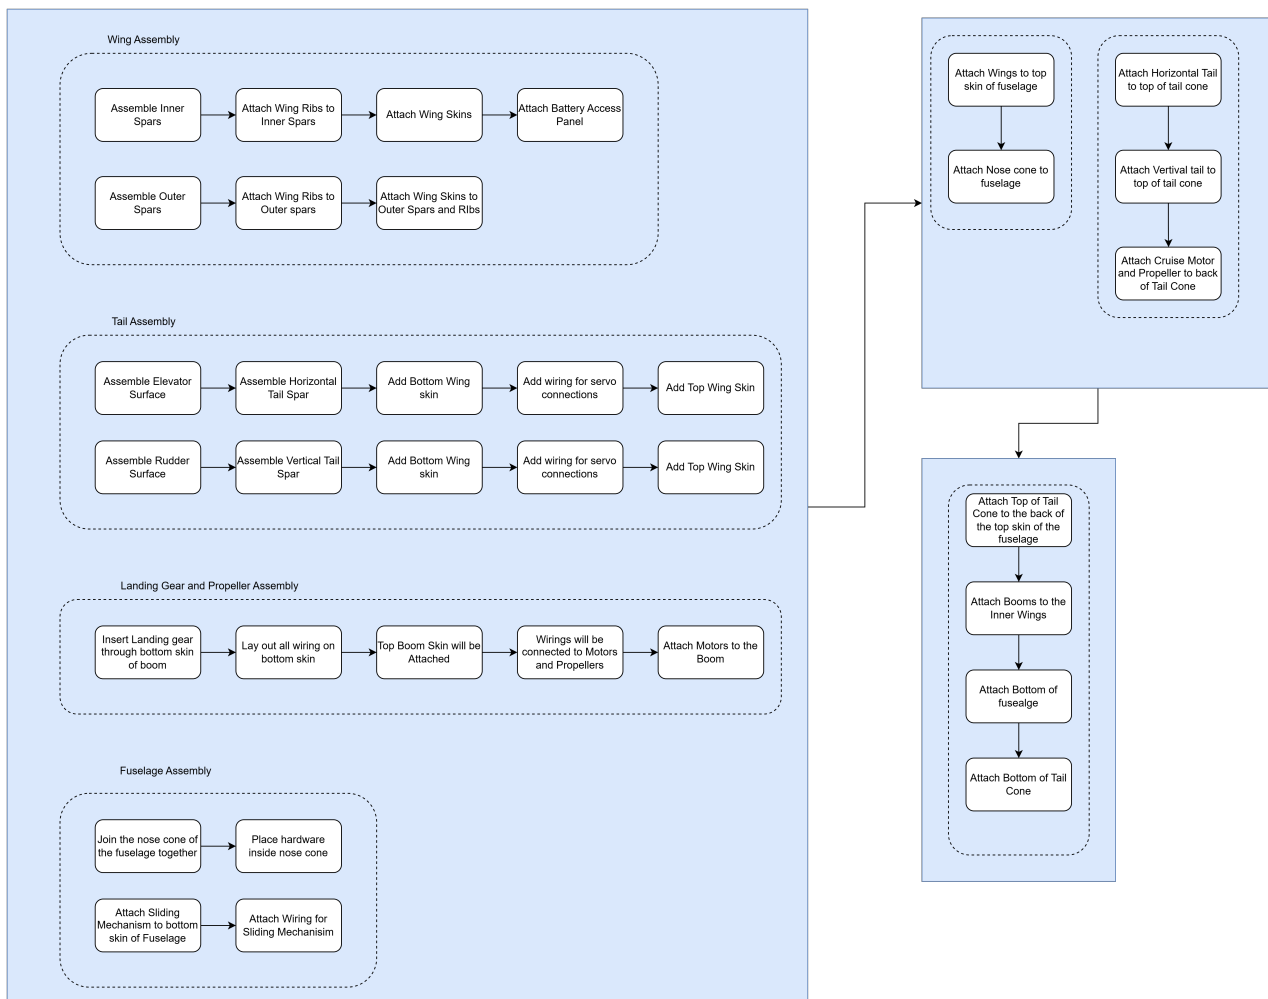 Wing Assembly
Assemble Inner
Spars
Attach Wing Ribs to
Inner Spars
Attach Wing Skins
Attach Battery Access
Panel
Assemble Outer
Spars
Attach Wing Ribs to
Outer spars
Attach Wing Skins to
Outer Spars and RIbs
Tail Assembly
Assemble Elevator
Surface
Assemble Horizontal
Tail Spar
Add Bottom Wing
skin
Add wiring for servo
connections
Add Top Wing Skin
Assemble Rudder
Surface
Assemble Vertical Tail
Spar
Add Bottom Wing
skin
Add wiring for servo
connections
Add Top Wing Skin
Landing Gear and Propeller Assembly
Insert Landing gear
through bottom skin
of boom
Lay out all wiring on
bottom skin
Top Boom Skin will be
Attached
Wirings will be
connected to Motors
and Propellers
Attach Motors to the
Boom
Fuselage Assembly
Join the nose cone of
the fuselage together
Place hardware
inside nose cone
Attach Sliding
Mechanism to bottom
skin of Fuselage
Attach Wiring for
Sliding Mechanisim
Attach Wings to top
skin of fuselage
Attach Nose cone to
fuselage
Attach Horizontal Tail
to top of tail cone
Attach Vertival tail to
top of tail cone
Attach Cruise Motor
and Propeller to back
of Tail Cone
Attach Top of Tail
Cone to the back of
the top skin of the
fuselage
Attach Booms to the
Inner Wings
Attach Bottom of
fusealge
Attach Bottom of Tail
Cone